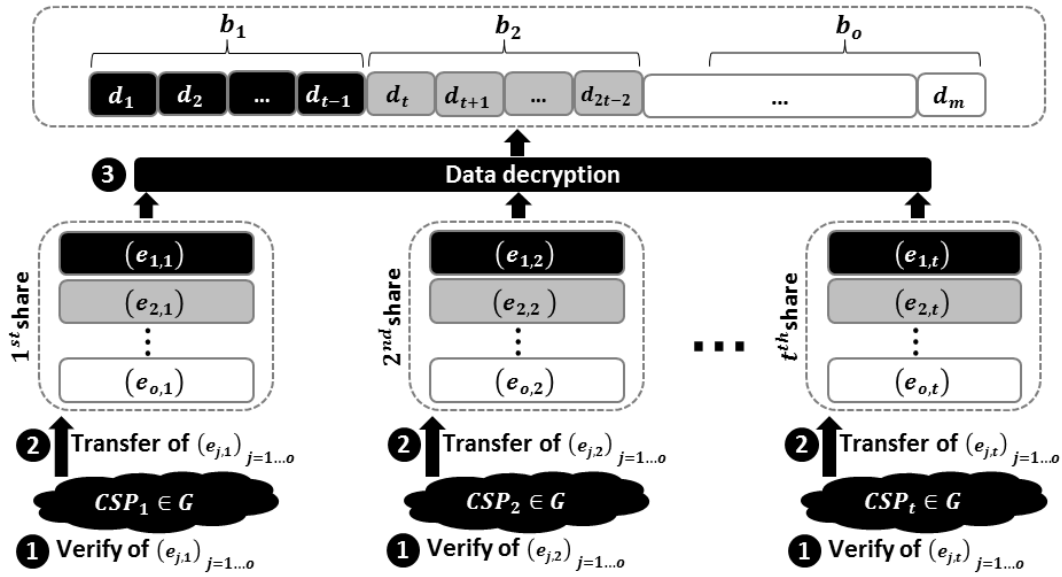 b₁ b₂ bₒ
d₁ d₂ ... dₜ₋₁ dₜ dₜ₊₁ ... d₂ₜ₋₂ ... dₘ
3 Data decryption
1ˢᵗ share
(e₁,₁)
(e₂,₁)
⋮
(eₒ,₁)
2ⁿᵈ share
(e₁,₂)
(e₂,₂)
⋮
(eₒ,₂)
...
tᵗʰ share
(e₁,ₜ)
(e₂,ₜ)
⋮
(eₒ,ₜ)
2 Transfer of (eⱼ,₁) ⱼ₌₁…ₒ
2 Transfer of (eⱼ,₂) ⱼ₌₁…ₒ
2 Transfer of (eⱼ,ₜ) ⱼ₌₁…ₒ
CSP₁ ∈ G
CSP₂ ∈ G
CSPₜ ∈ G
1 Verify of (eⱼ,₁) ⱼ₌₁…ₒ
1 Verify of (eⱼ,₂) ⱼ₌₁…ₒ
1 Verify of (eⱼ,ₜ) ⱼ₌₁…ₒ